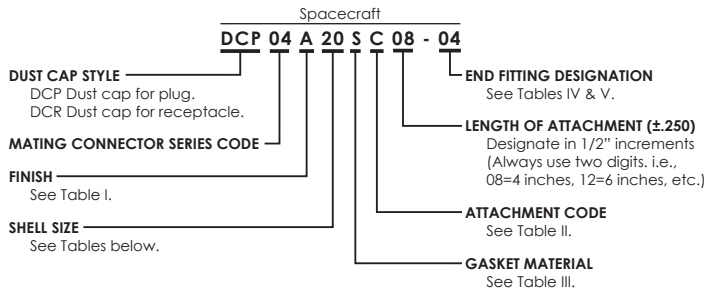 Spacecraft
DCP 04 A 20 S C 08 - 04
DUST CAP STYLE
DCP Dust cap for plug.
DCR Dust cap for receptacle.
MATING CONNECTOR SERIES CODE
FINISH
See Table I.
SHELL SIZE
See Tables below.
END FITTING DESIGNATION
See Tables IV & V.
LENGTH OF ATTACHMENT (±.250)
Designate in 1/2” increments
(Always use two digits. i.e.,
08=4 inches, 12=6 inches, etc.)
ATTACHMENT CODE
See Table II.
GASKET MATERIAL
See Table III.